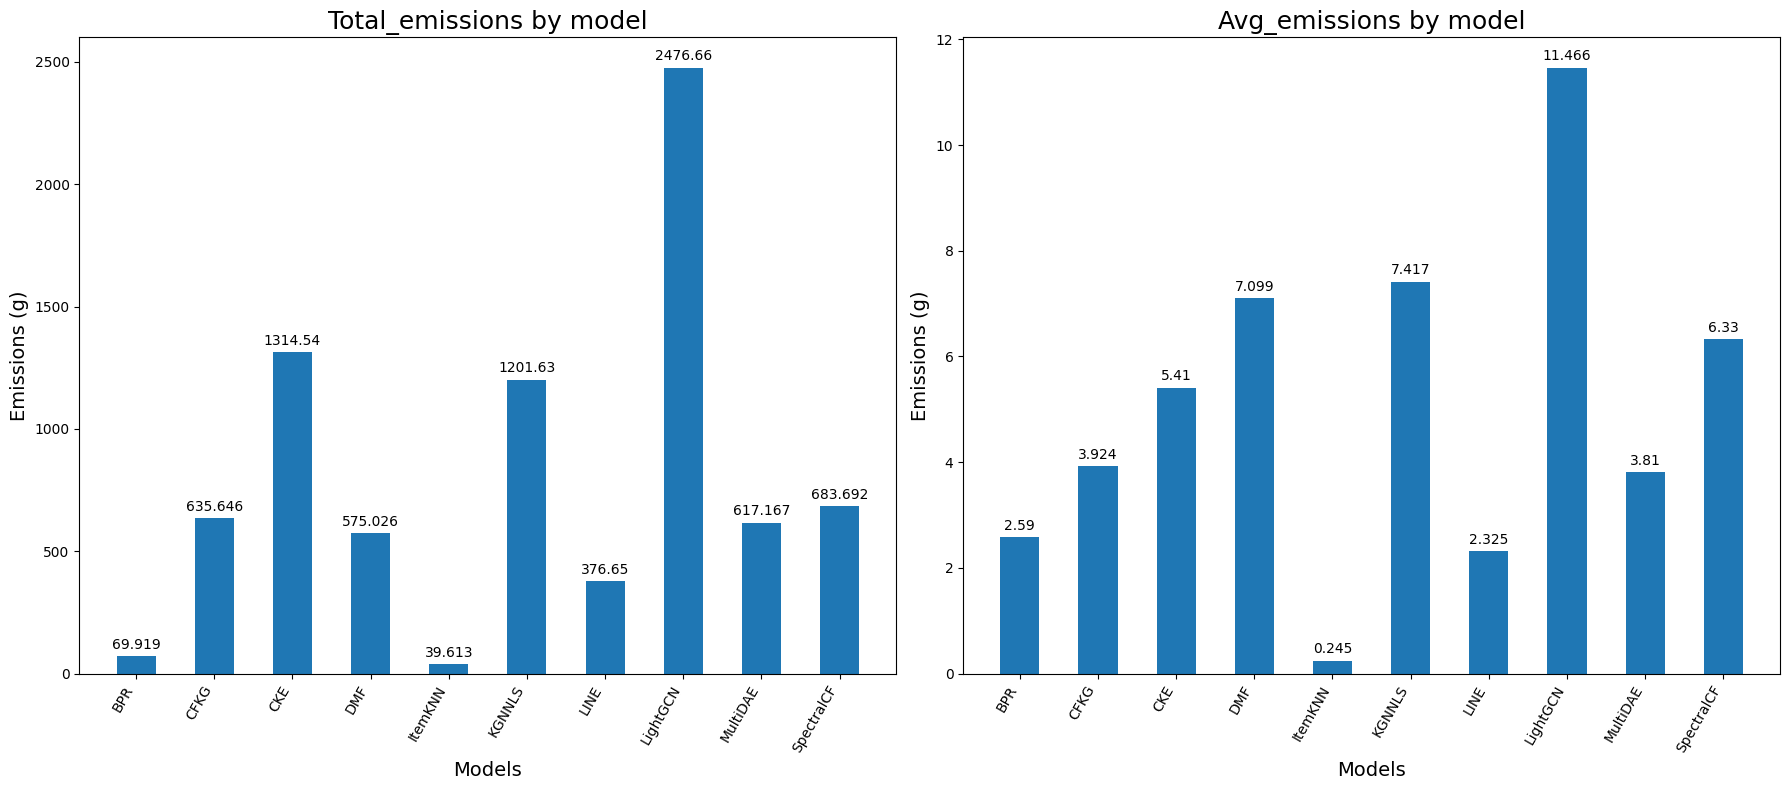 Total_emissions by model
Emissions (g)
2500
2000
1500
1000
500
0
69.919
635.646
1314.54
575.026
39.613
1201.63
376.65
2476.66
617.167
683.692
BPR
CFKG
CKE
DMF
ItemKNN
KGNNLS
LINE
LightGCN
MultiDAE
SpectralCF
Models
Avg_emissions by model
Emissions (g)
12
10
8
6
4
2
0
2.59
3.924
5.41
7.099
0.245
7.417
2.325
11.466
3.81
6.33
BPR
CFKG
CKE
DMF
ItemKNN
KGNNLS
LINE
LightGCN
MultiDAE
SpectralCF
Models